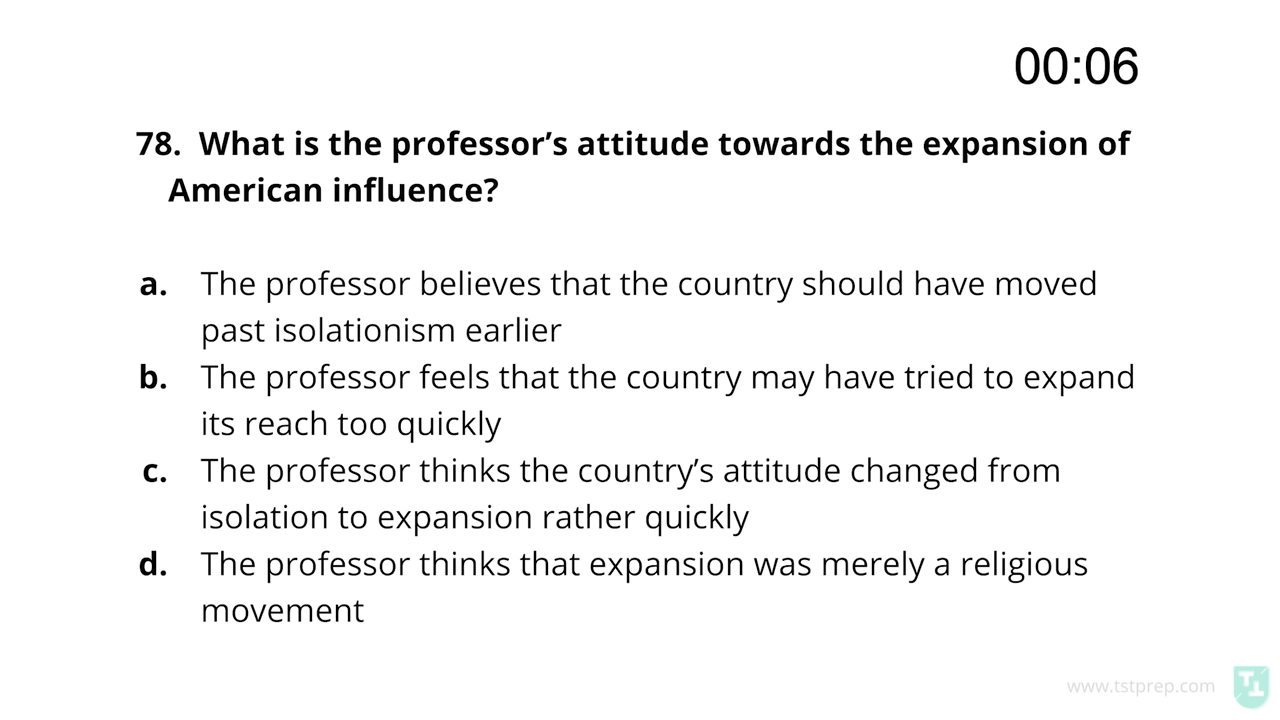 00:06
78. What is the professor’s attitude towards the expansion of
American influence?
a. The professor believes that the country should have moved
past isolationism earlier
b. The professor feels that the country may have tried to expand
its reach too quickly
c. The professor thinks the country’s attitude changed from
isolation to expansion rather quickly
d. The professor thinks that expansion was merely a religious
movement
www.tstprep.com